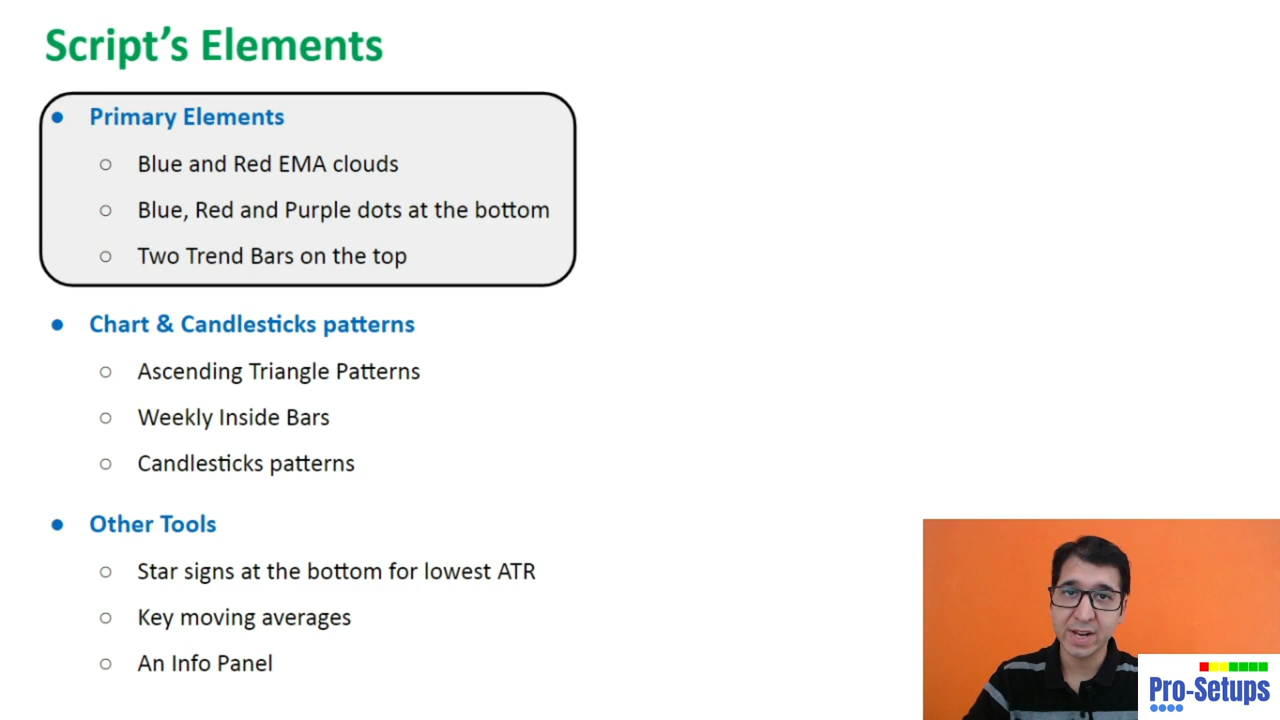 Script's Elements
Primary Elements
Blue and Red EMA clouds
Blue, Red and Purple dots at the bottom
Two Trend Bars on the top
Chart & Candlesticks patterns
Ascending Triangle Patterns
Weekly Inside Bars
Candlesticks patterns
Other Tools
Star signs at the bottom for lowest ATR
Key moving averages
An Info Panel
Pro-Setups